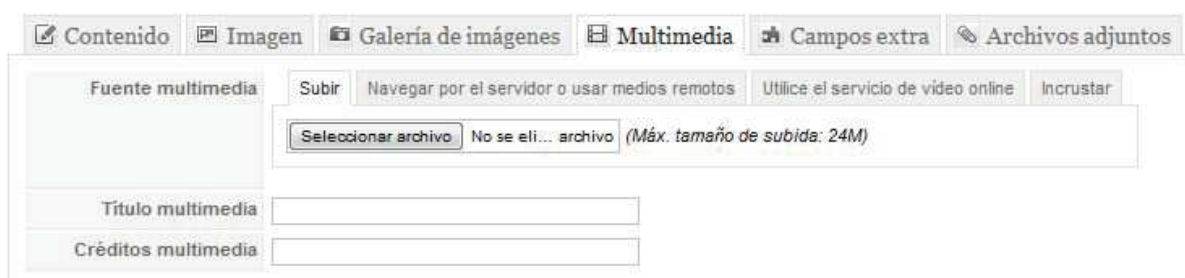 Contenido Imagen Galería de imágenes Multimedia Campos extra Archivos adjuntos
Fuente multimedia Subir Navegar por el servidor o usar medios remotos Utilice el servicio de vídeo online Incrustar
Seleccionar archivo No se eli... archivo (Máx. tamaño de subida: 24M)
Título multimedia
Créditos multimedia